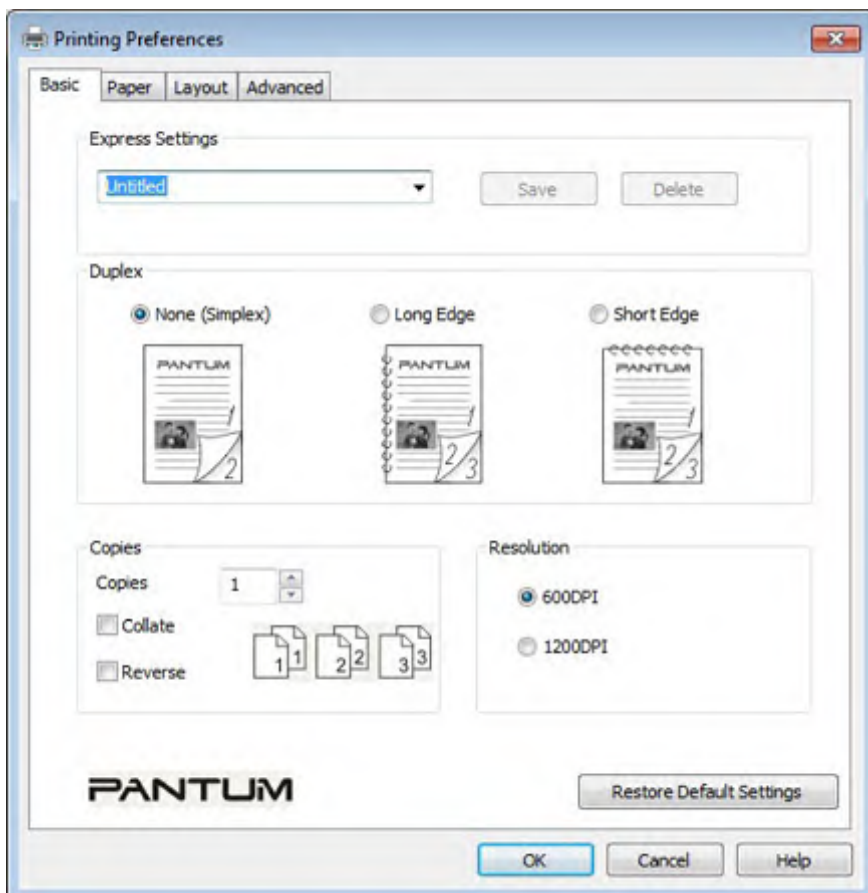 Printing Preferences
Basic Paper Layout Advanced
Express Settings
Untitled Save Delete
Duplex
None (Simplex) Long Edge Short Edge
PANTUM PANTUM PANTUM
1 1 1
2 2 3 2 3
Copies Resolution
Copies 1 600DPI
Collate 1200DPI
1 1 2 2 3 3
Reverse
PANTUM Restore Default Settings
OK Cancel Help